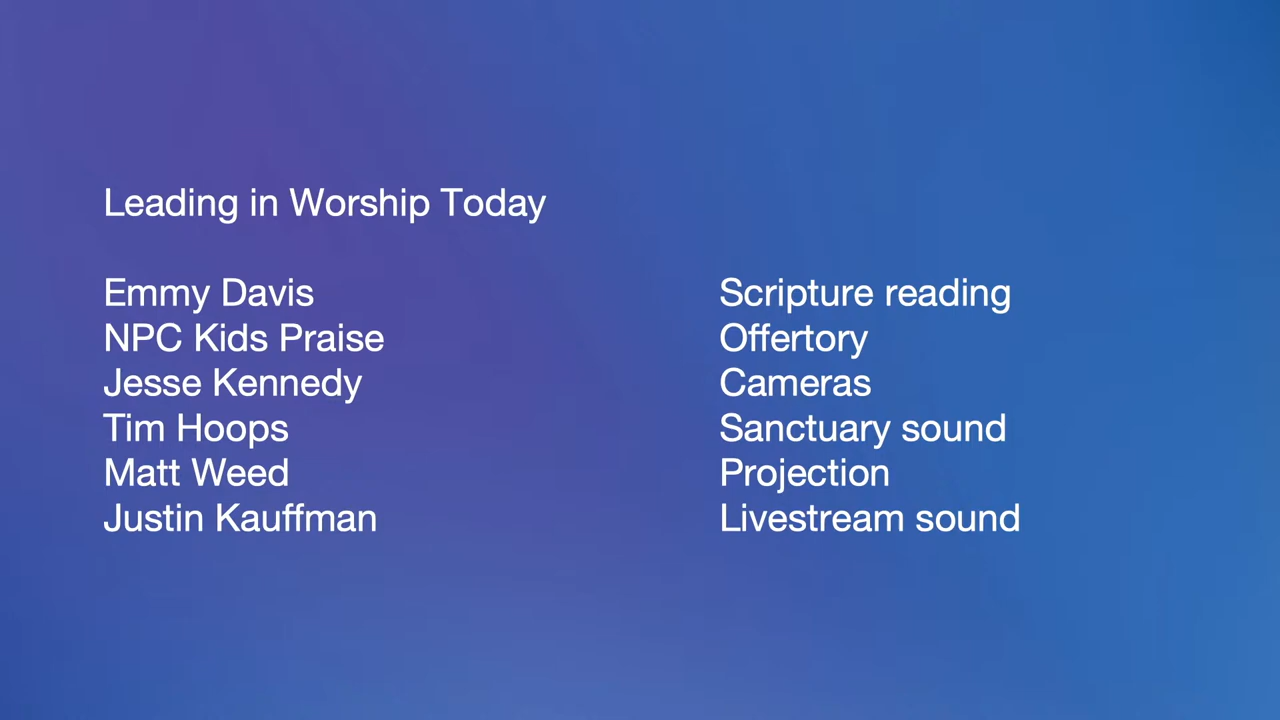 Leading in Worship Today
Emmy Davis Scripture reading
NPC Kids Praise Offertory
Jesse Kennedy Cameras
Tim Hoops Sanctuary sound
Matt Weed Projection
Justin Kauffman Livestream sound